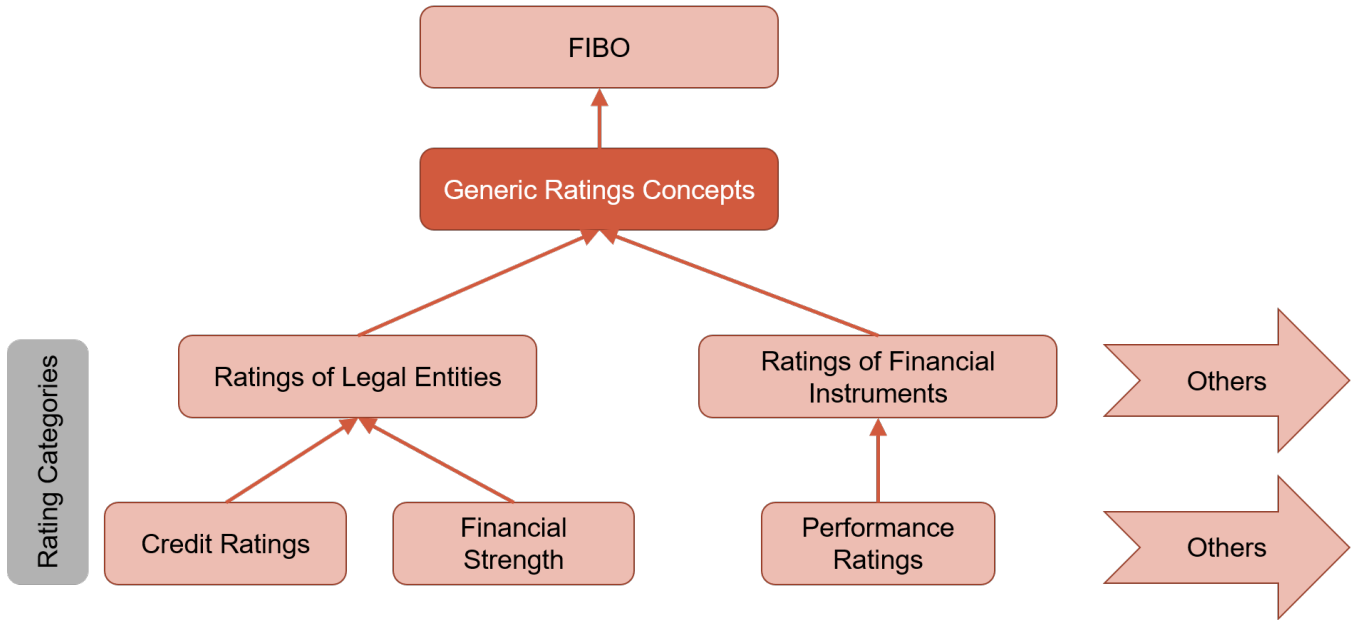 FIBO
Generic Ratings Concepts
Rating Categories
Ratings of Legal Entities
Ratings of Financial
Instruments
Others
Credit Ratings
Financial
Strength
Performance
Ratings
Others